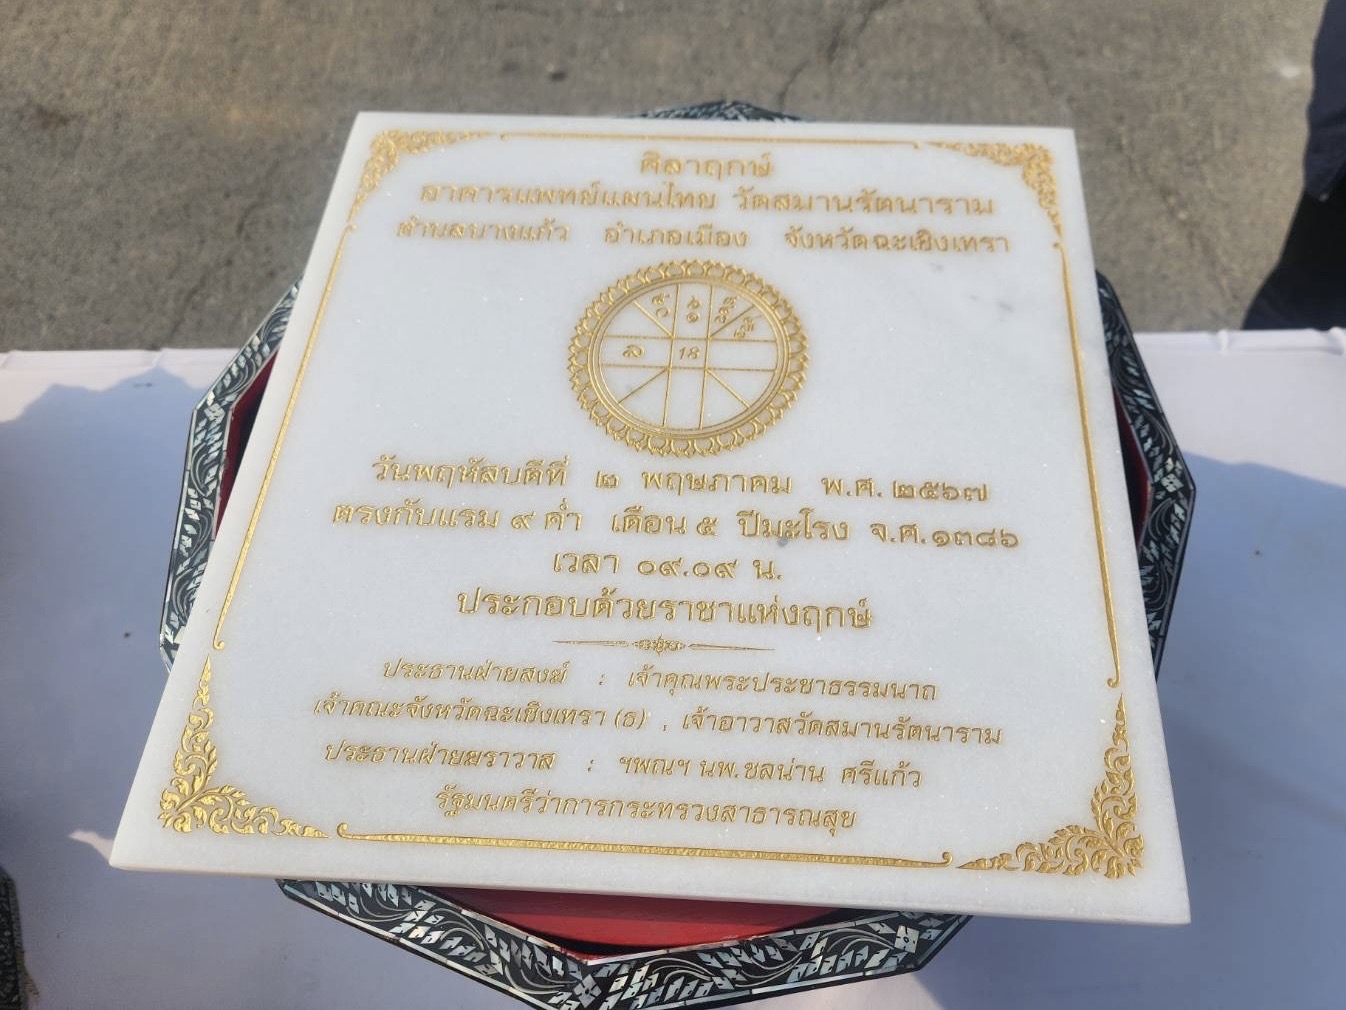 ศิลาฤกษ์
อาคารแพทย์แผนไทย วัดสมานรัตนาราม
ตำบลบางแก้ว อำเภอเมือง จังหวัดฉะเชิงเทรา
ล
วันพฤหัสบดีที่ ๒ พฤษภาคม พ.ศ. ๒๕๖๗
ตรงกับแรม ๙ ค่ำ เดือน ๕ ปีมะโรง จ.ศ.๑๓๘๖
เวลา ๐๙.๐๙ น.
ประกอบด้วยราชาแห่งฤกษ์
ประธานฝ่ายสงฆ์ : เจ้าคุณพระประชาธรรมนาถ
เจ้าคณะจังหวัดฉะเชิงเทรา (ธ) , เจ้าอาวาสวัดสมานรัตนาราม
ประธานฝ่ายฆราวาส : ฯพณฯ นพ.ชลน่าน ศรีแก้ว
รัฐมนตรีว่าการกระทรวงสาธารณสุข